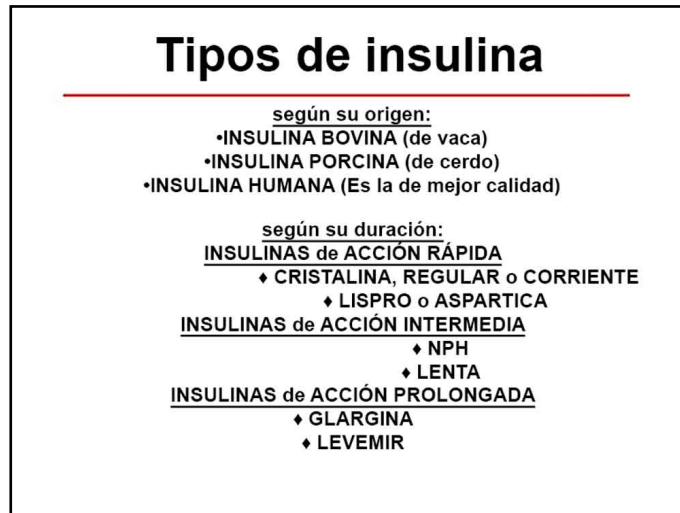 Tipos de insulina
según su origen:
•INSULINA BOVINA (de vaca)
•INSULINA PORCINA (de cerdo)
•INSULINA HUMANA (Es la de mejor calidad)
según su duración:
INSULINAS de ACCIÓN RÁPIDA
♦ CRISTALINA, REGULAR o CORRIENTE
♦ LISPRO o ASPARTICA
INSULINAS de ACCIÓN INTERMEDIA
♦ NPH
♦ LENTA
INSULINAS de ACCIÓN PROLONGADA
♦ GLARGINA
♦ LEVEMIR